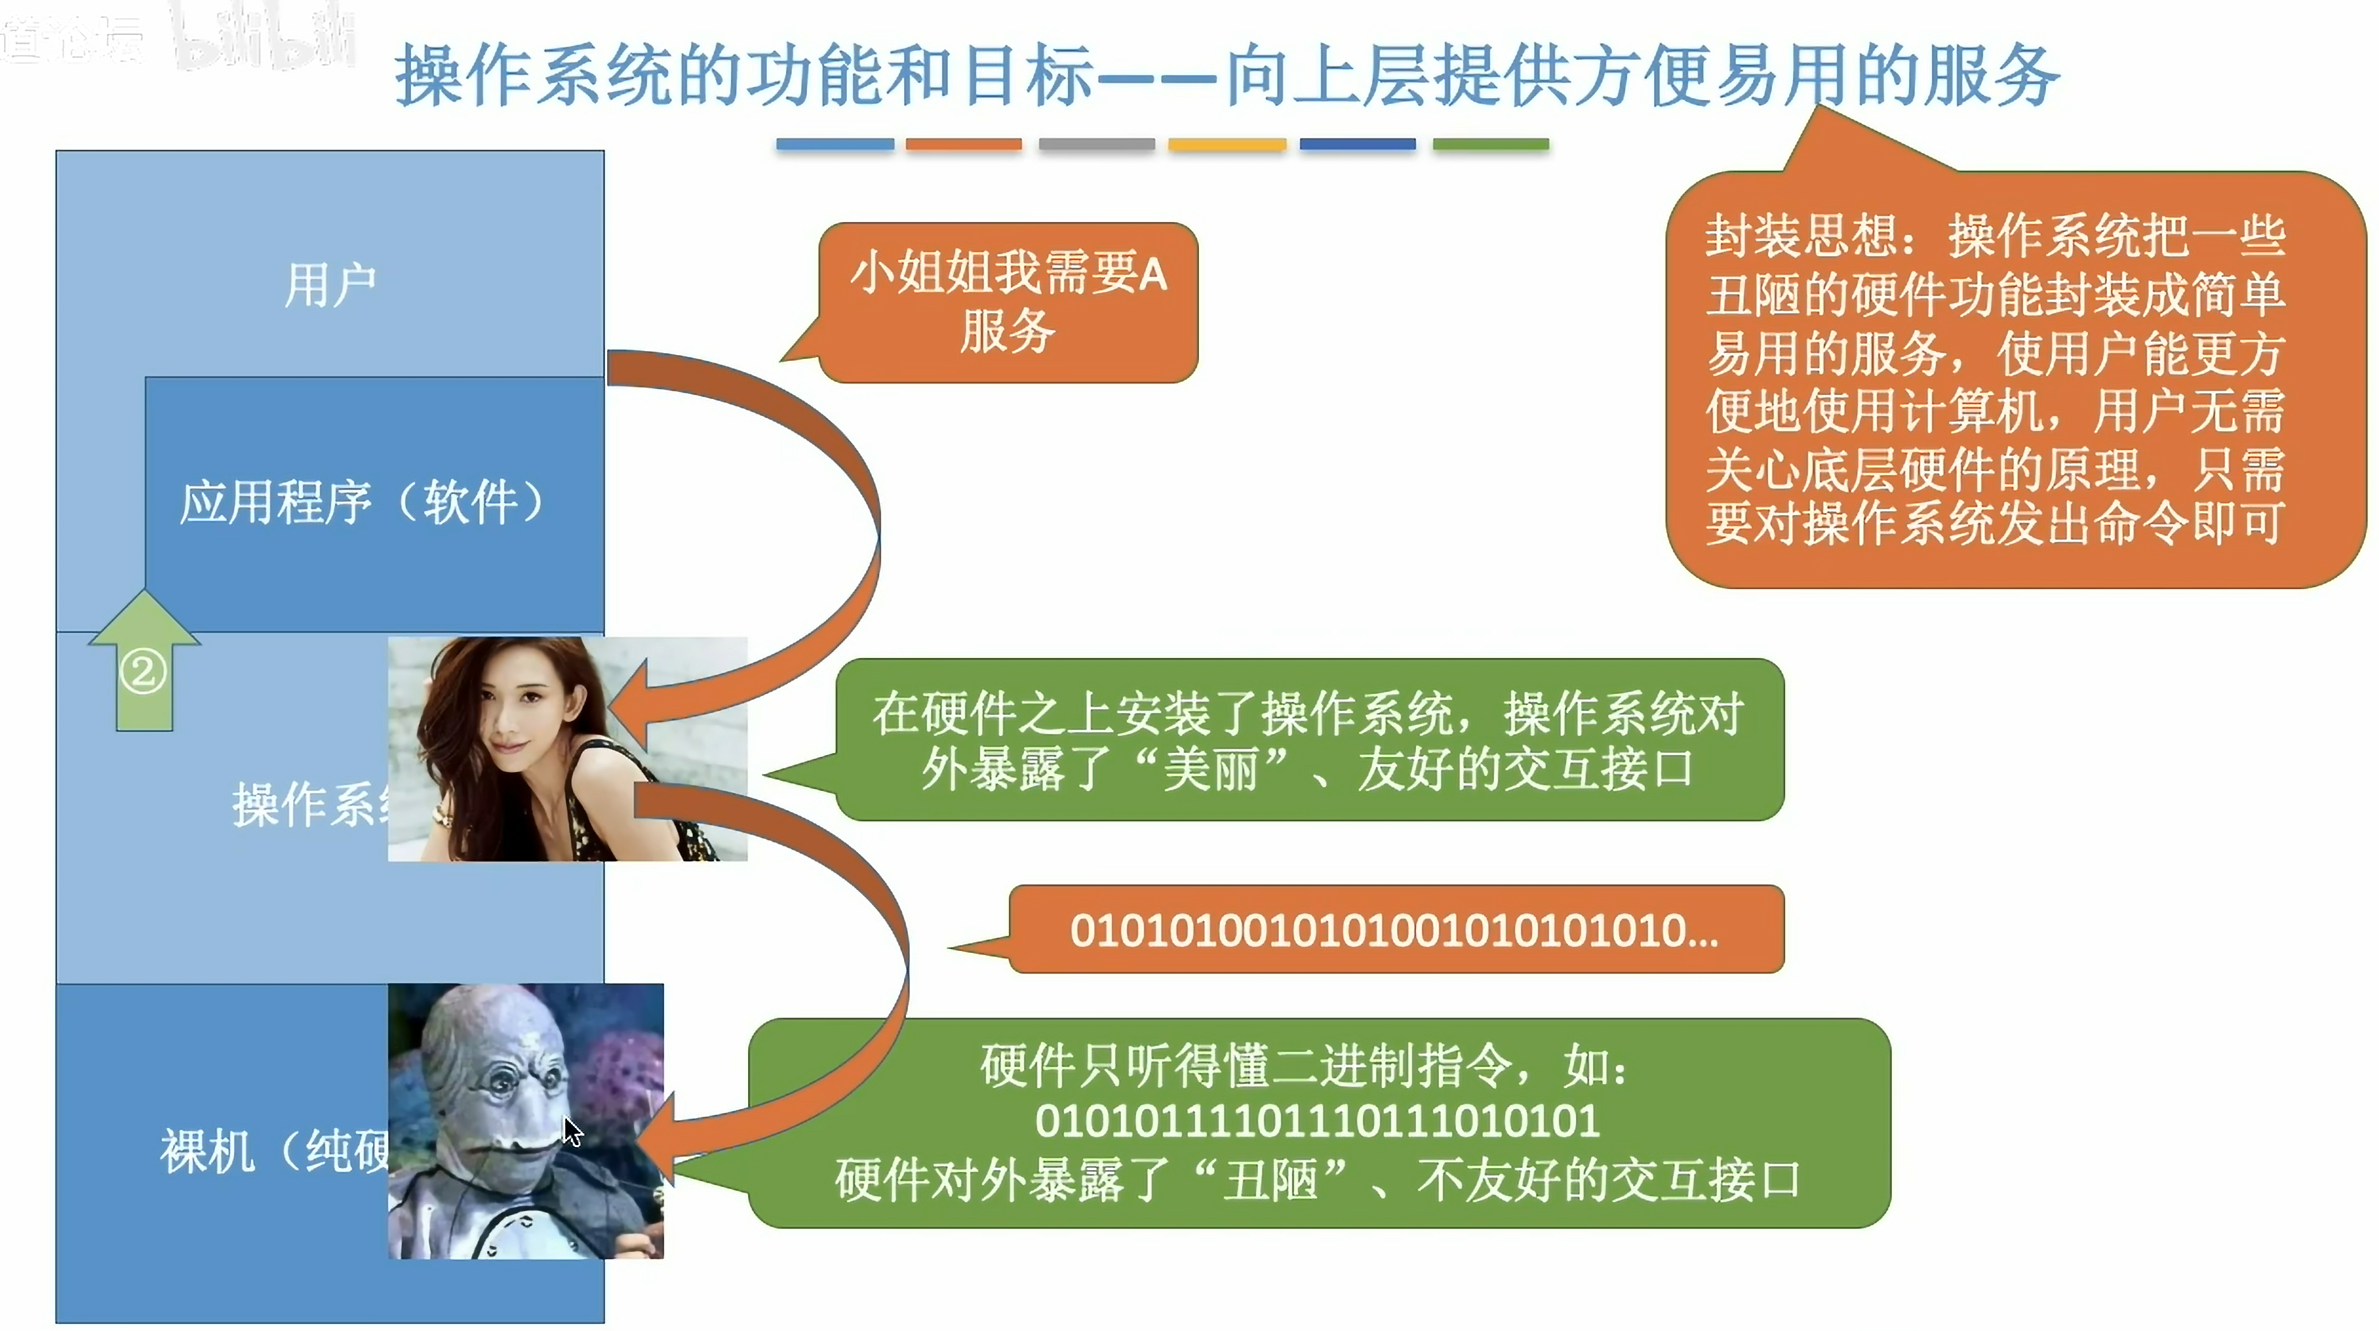 道论坛 bilibili
操作系统的功能和目标——向上层提供方便易用的服务
用户
应用程序（软件）
②
操作系
裸机（纯
小姐姐我需要A
服务
封装思想：操作系统把一些
丑陋的硬件功能封装成简单
易用的服务，使用户能更方
便地使用计算机，用户无需
关心底层硬件的原理，只需
要对操作系统发出命令即可
在硬件之上安装了操作系统，操作系统对
外暴露了“美丽”、友好的交互接口
0101010010101001010101010...
硬件只听得懂二进制指令，如：
0101011110111011101010101
硬件对外暴露了“丑陋”、不友好的交互接口